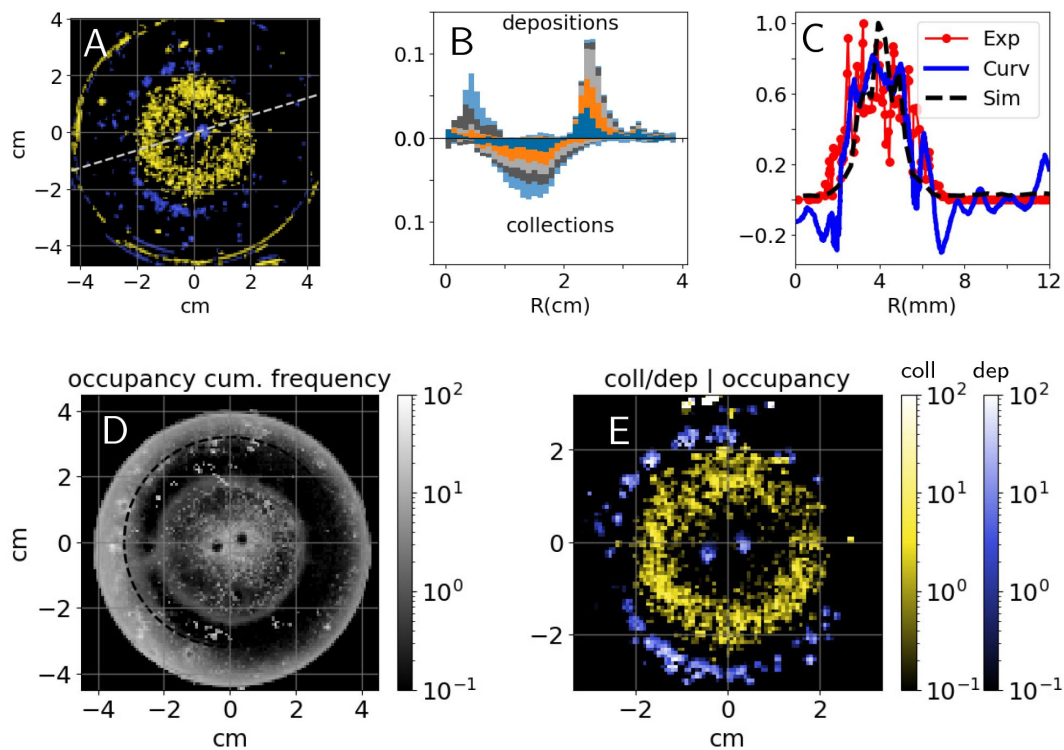 A
cm
4
2
0
−2
−4
−4 −2 0 2 4
cm
B
depositions
0.1
0.0
0.1
collections
0 2 4
R(cm)
C
1.0
0.6
0.2
−0.2
Exp
Curv
Sim
0 4 8 12
R(mm)
occupancy cum. frequency
D
cm
4
2
0
−2
−4
−4 −2 0 2 4
cm
10²
10¹
10⁰
10⁻¹
coll/dep | occupancy
E
2
0
−2
−2 0 2
cm
coll
10²
10¹
10⁰
10⁻¹
dep
10²
10¹
10⁰
10⁻¹